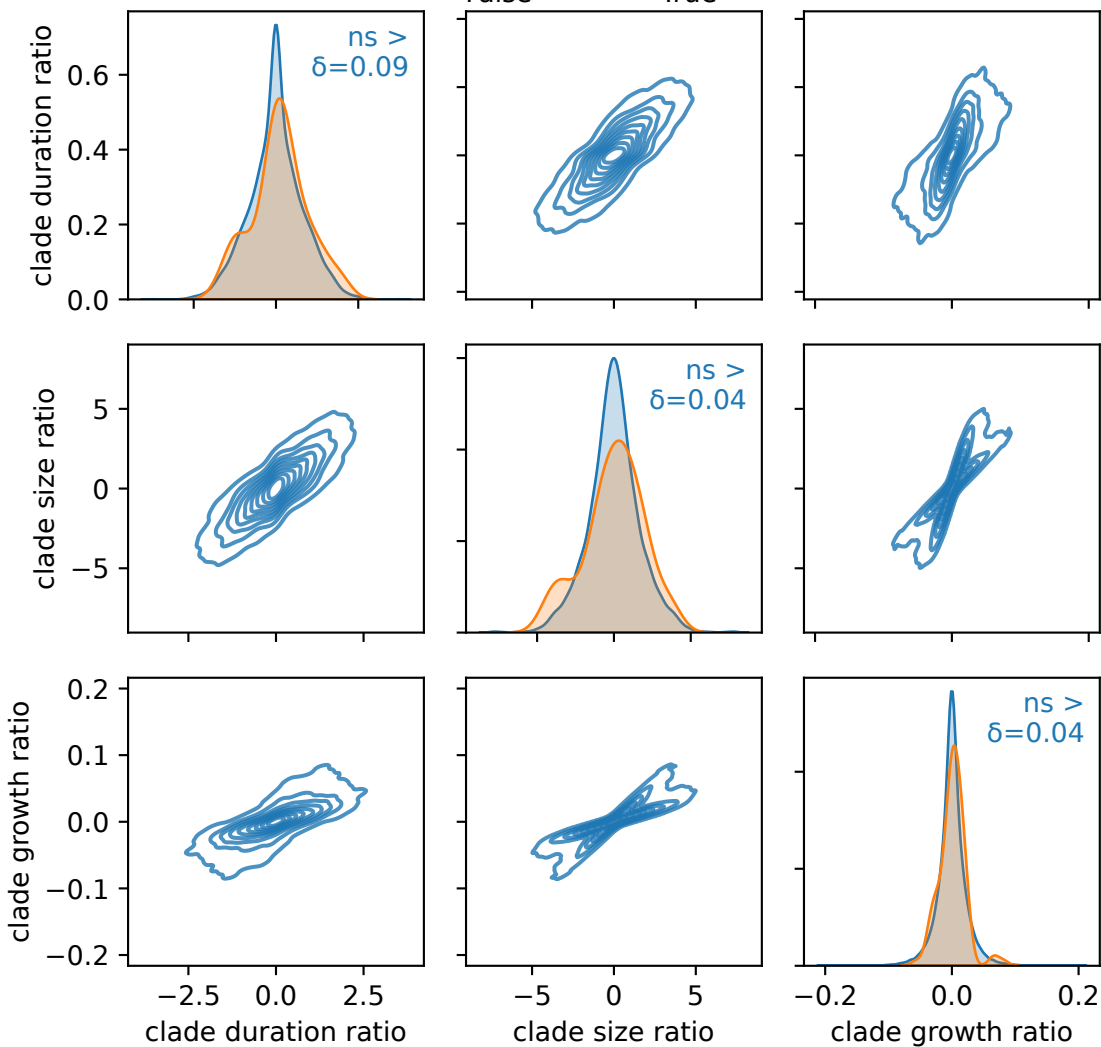 ns >
δ=0.09
clade duration ratio
0.6
0.4
0.2
0.0
ns >
δ=0.04
clade size ratio
5
0
−5
ns >
δ=0.04
clade growth ratio
0.2
0.1
0.0
−0.1
−0.2
−2.5 0.0 2.5
−5 0 5
−0.2 0.0 0.2
clade duration ratio
clade size ratio
clade growth ratio